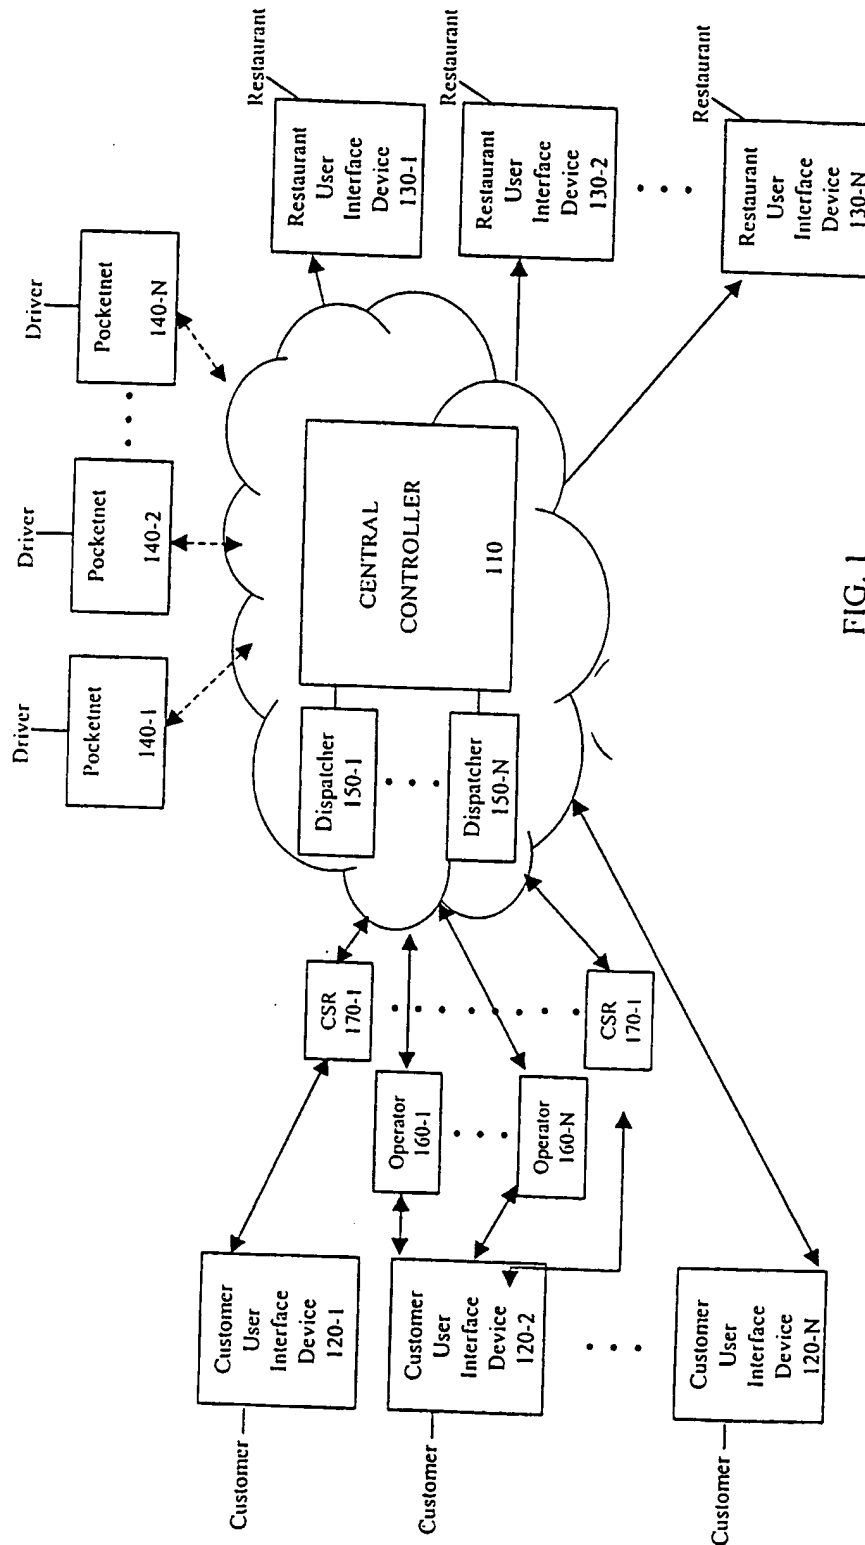 Driver
Pocketnet
140-1
Driver
Pocketnet
140-2
Driver
Pocketnet
140-N
Customer
Customer
User
Interface
Device
120-1
Customer
Customer
User
Interface
Device
120-2
Customer
Customer
User
Interface
Device
120-N
CSR
170-1
Operator
160-1
Operator
160-N
CSR
170-1
Dispatcher
150-1
Dispatcher
150-N
CENTRAL
CONTROLLER
110
Restaurant
Restaurant
User
Interface
Device
130-1
Restaurant
Restaurant
User
Interface
Device
130-2
Restaurant
Restaurant
User
Interface
Device
130-N
FIG. 1